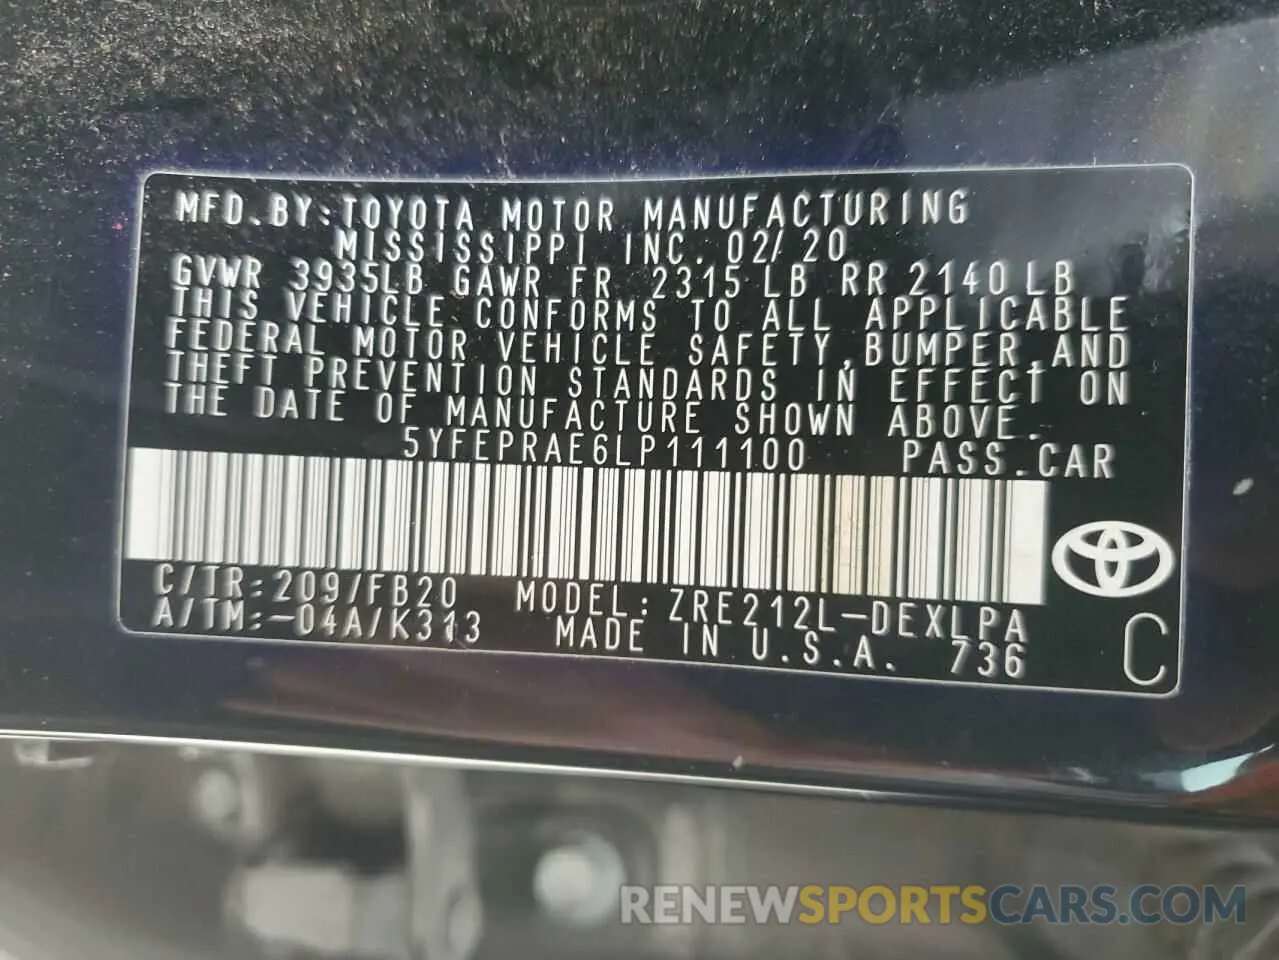 MFD.BY:TOYOTA MOTOR MANUFACTURING
MISSISSIPPI INC. 02/20
GVWR 3935LB GAWR FR 2315 LB RR 2140LB
THIS VEHICLE CONFORMS TO ALL APPLICABLE
FEDERAL MOTOR VEHICLE SAFETY,BUMPER,AND
THEFT PREVENTION STANDARDS IN EFFECT ON
THE DATE OF MANUFACTURE SHOWN ABOVE.
5YFEPRAE6LP111100 PASS.CAR
C/TR:209/FB20 MODEL:ZRE212L-DEXLPA
A/TM:-04A/K313 MADE IN U.S.A. 736
C
RENEWSPORTSCARS.COM